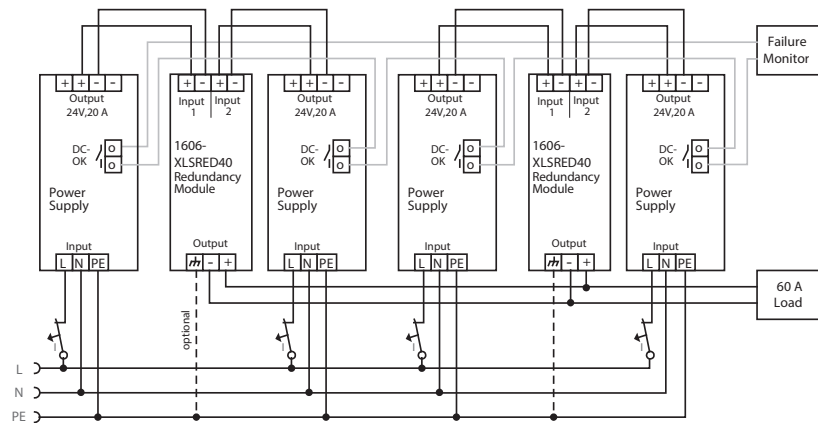 Failure
Monitor
+ + – –
Output
24V,20 A
DC-
OK
Power
Supply
Input
L N PE
+ – + –
Input
1
Input
2
1606-
XLSRED40
Redundancy
Module
Output
– +
optional
+ + – –
Output
24V,20 A
DC-
OK
Power
Supply
Input
L N PE
+ + – –
Output
24V,20 A
DC-
OK
Power
Supply
Input
L N PE
+ – + –
Input
1
Input
2
1606-
XLSRED40
Redundancy
Module
Output
– +
+ + – –
Output
24V,20 A
DC-
OK
Power
Supply
Input
L N PE
60 A
Load
I
I
I
I
L
N
PE